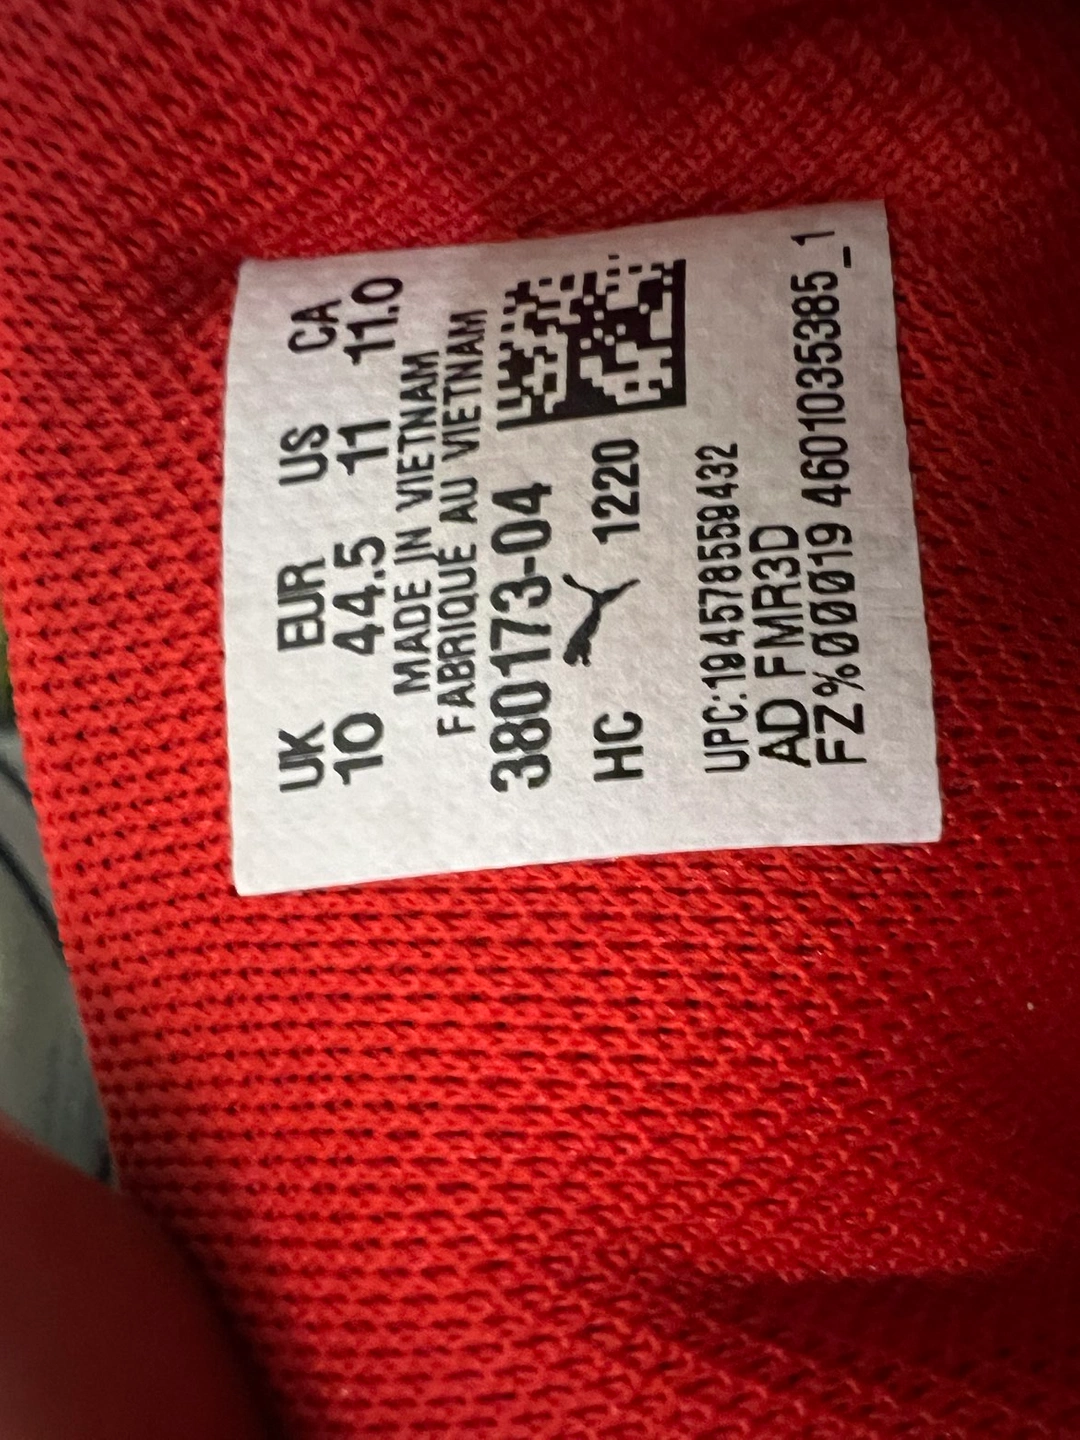 UK EUR US CA
10 44.5 11 11.0
MADE IN VIETNAM
FABRIQUE AU VIETNAM
380173-04
HC 1220
UPC:194578559432
AD FMR3D
FZ%00019 4601035385_1